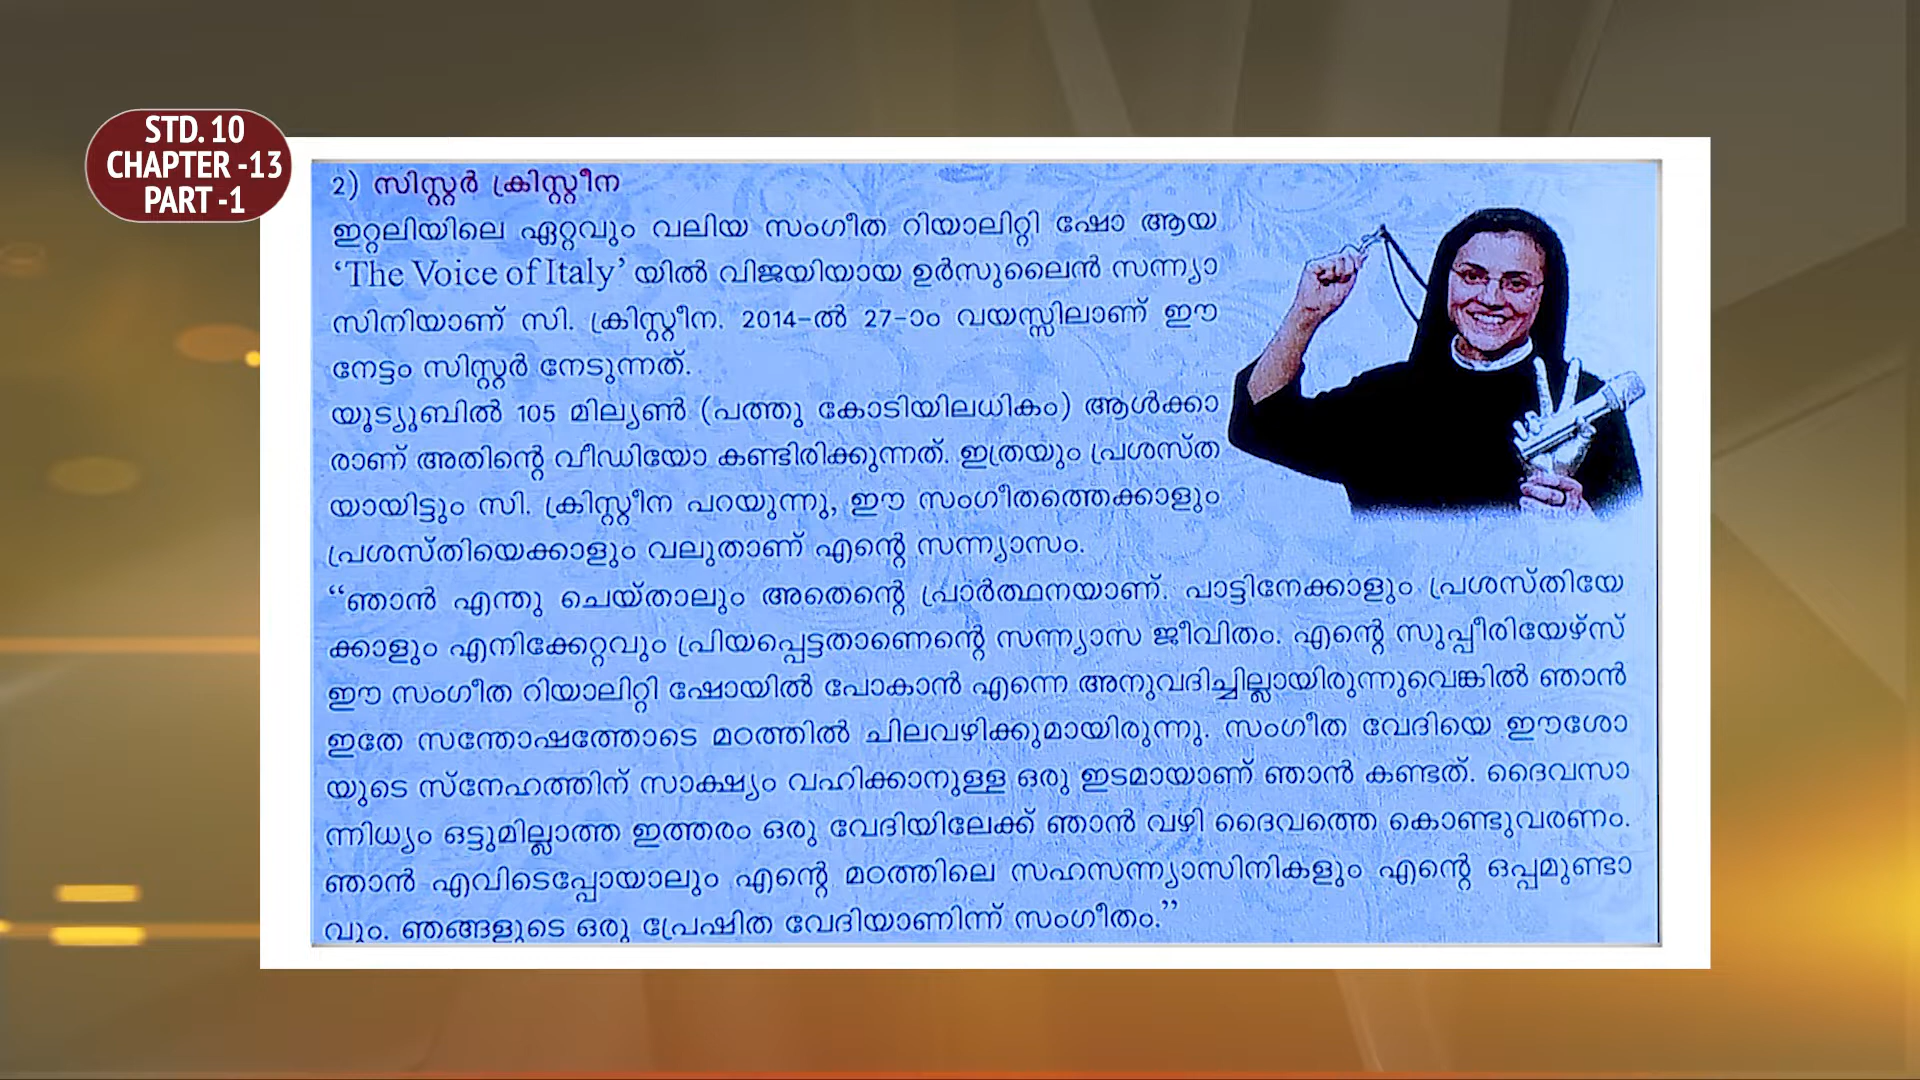 STD. 10
CHAPTER -13
PART -1
2) സിസ്റ്റർ ക്രിസ്റ്റീന
ഇറ്റലിയിലെ ഏറ്റവും വലിയ സംഗീത റിയാലിറ്റി ഷോ ആയ
‘The Voice of Italy’ യിൽ വിജയിയായ ഉർസുലൈൻ സന്ന്യാ
സിനിയാണ് സി. ക്രിസ്റ്റീന. 2014-ൽ 27-ാം വയസ്സിലാണ് ഈ
നേട്ടം സിസ്റ്റർ നേടുന്നത്.
യൂട്യൂബിൽ 105 മില്യൺ (പത്തു കോടിയിലധികം) ആൾക്കാ
രാണ് അതിന്റെ വീഡിയോ കണ്ടിരിക്കുന്നത്. ഇത്രയും പ്രശസ്ത
യായിട്ടും സി. ക്രിസ്റ്റീന പറയുന്നു, ഈ സംഗീതത്തെക്കാളും
പ്രശസ്തിയെക്കാളും വലുതാണ് എന്റെ സന്ന്യാസം.
“ഞാൻ എന്തു ചെയ്താലും അതെന്റെ പ്രാർത്ഥനയാണ്. പാട്ടിനേക്കാളും പ്രശസ്തിയേ
ക്കാളും എനിക്കേറ്റവും പ്രിയപ്പെട്ടതാണെന്റെ സന്ന്യാസ ജീവിതം. എന്റെ സുപ്പീരിയേഴ്സ്
ഈ സംഗീത റിയാലിറ്റി ഷോയിൽ പോകാൻ എന്നെ അനുവദിച്ചില്ലായിരുന്നുവെങ്കിൽ ഞാൻ
ഇതേ സന്തോഷത്തോടെ മഠത്തിൽ ചിലവഴിക്കുമായിരുന്നു. സംഗീത വേദിയെ ഈശോ
യുടെ സ്നേഹത്തിന് സാക്ഷ്യം വഹിക്കാനുള്ള ഒരു ഇടമായാണ് ഞാൻ കണ്ടത്. ദൈവസാ
ന്നിധ്യം ഒട്ടുമില്ലാത്ത ഇത്തരം ഒരു വേദിയിലേക്ക് ഞാൻ വഴി ദൈവത്തെ കൊണ്ടുവരണം.
ഞാൻ എവിടെപ്പോയാലും എന്റെ മഠത്തിലെ സഹസന്ന്യാസിനികളും എന്റെ ഒപ്പമുണ്ടാ
വും. ഞങ്ങളുടെ ഒരു പ്രേഷിത വേദിയാണിന്ന് സംഗീതം.”